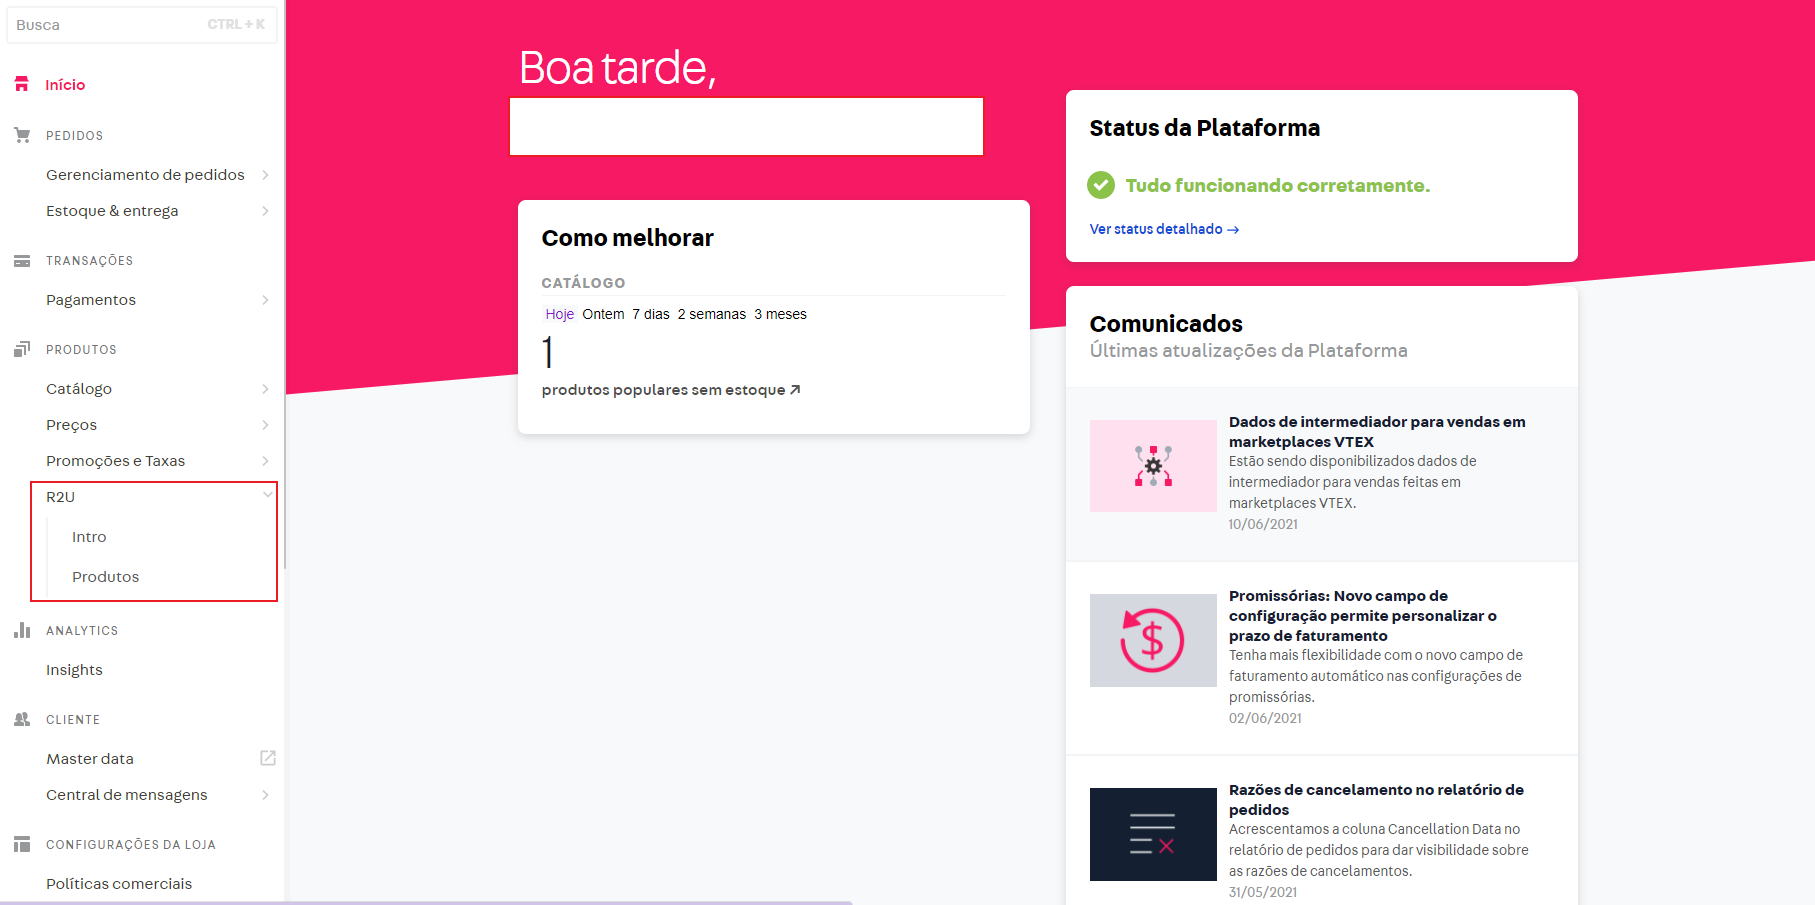 Busca
CTRL + K
Início
PEDIDOS
Gerenciamento de pedidos
Estoque & entrega
TRANSAÇÕES
Pagamentos
PRODUTOS
Catálogo
Preços
Promoções e Taxas
R2U
Intro
Produtos
ANALYTICS
Insights
CLIENTE
Master data
Central de mensagens
CONFIGURAÇÕES DA LOJA
Políticas comerciais
Boa tarde,
Como melhorar
CATÁLOGO
Hoje Ontem 7 dias 2 semanas 3 meses
1
produtos populares sem estoque
Status da Plataforma
Tudo funcionando corretamente.
Ver status detalhado →
Comunicados
Últimas atualizações da Plataforma
Dados de intermediador para vendas em
marketplaces VTEX
Estão sendo disponibilizados dados de
intermediador para vendas feitas em
marketplaces VTEX.
10/06/2021
Promissórias: Novo campo de
configuração permite personalizar o
prazo de faturamento
Tenha mais flexibilidade com o novo campo de
faturamento automático nas configurações de
promissórias.
02/06/2021
Razões de cancelamento no relatório de
pedidos
Acrescentamos a coluna Cancellation Data no
relatório de pedidos para dar visibilidade sobre
as razões de cancelamentos.
31/05/2021